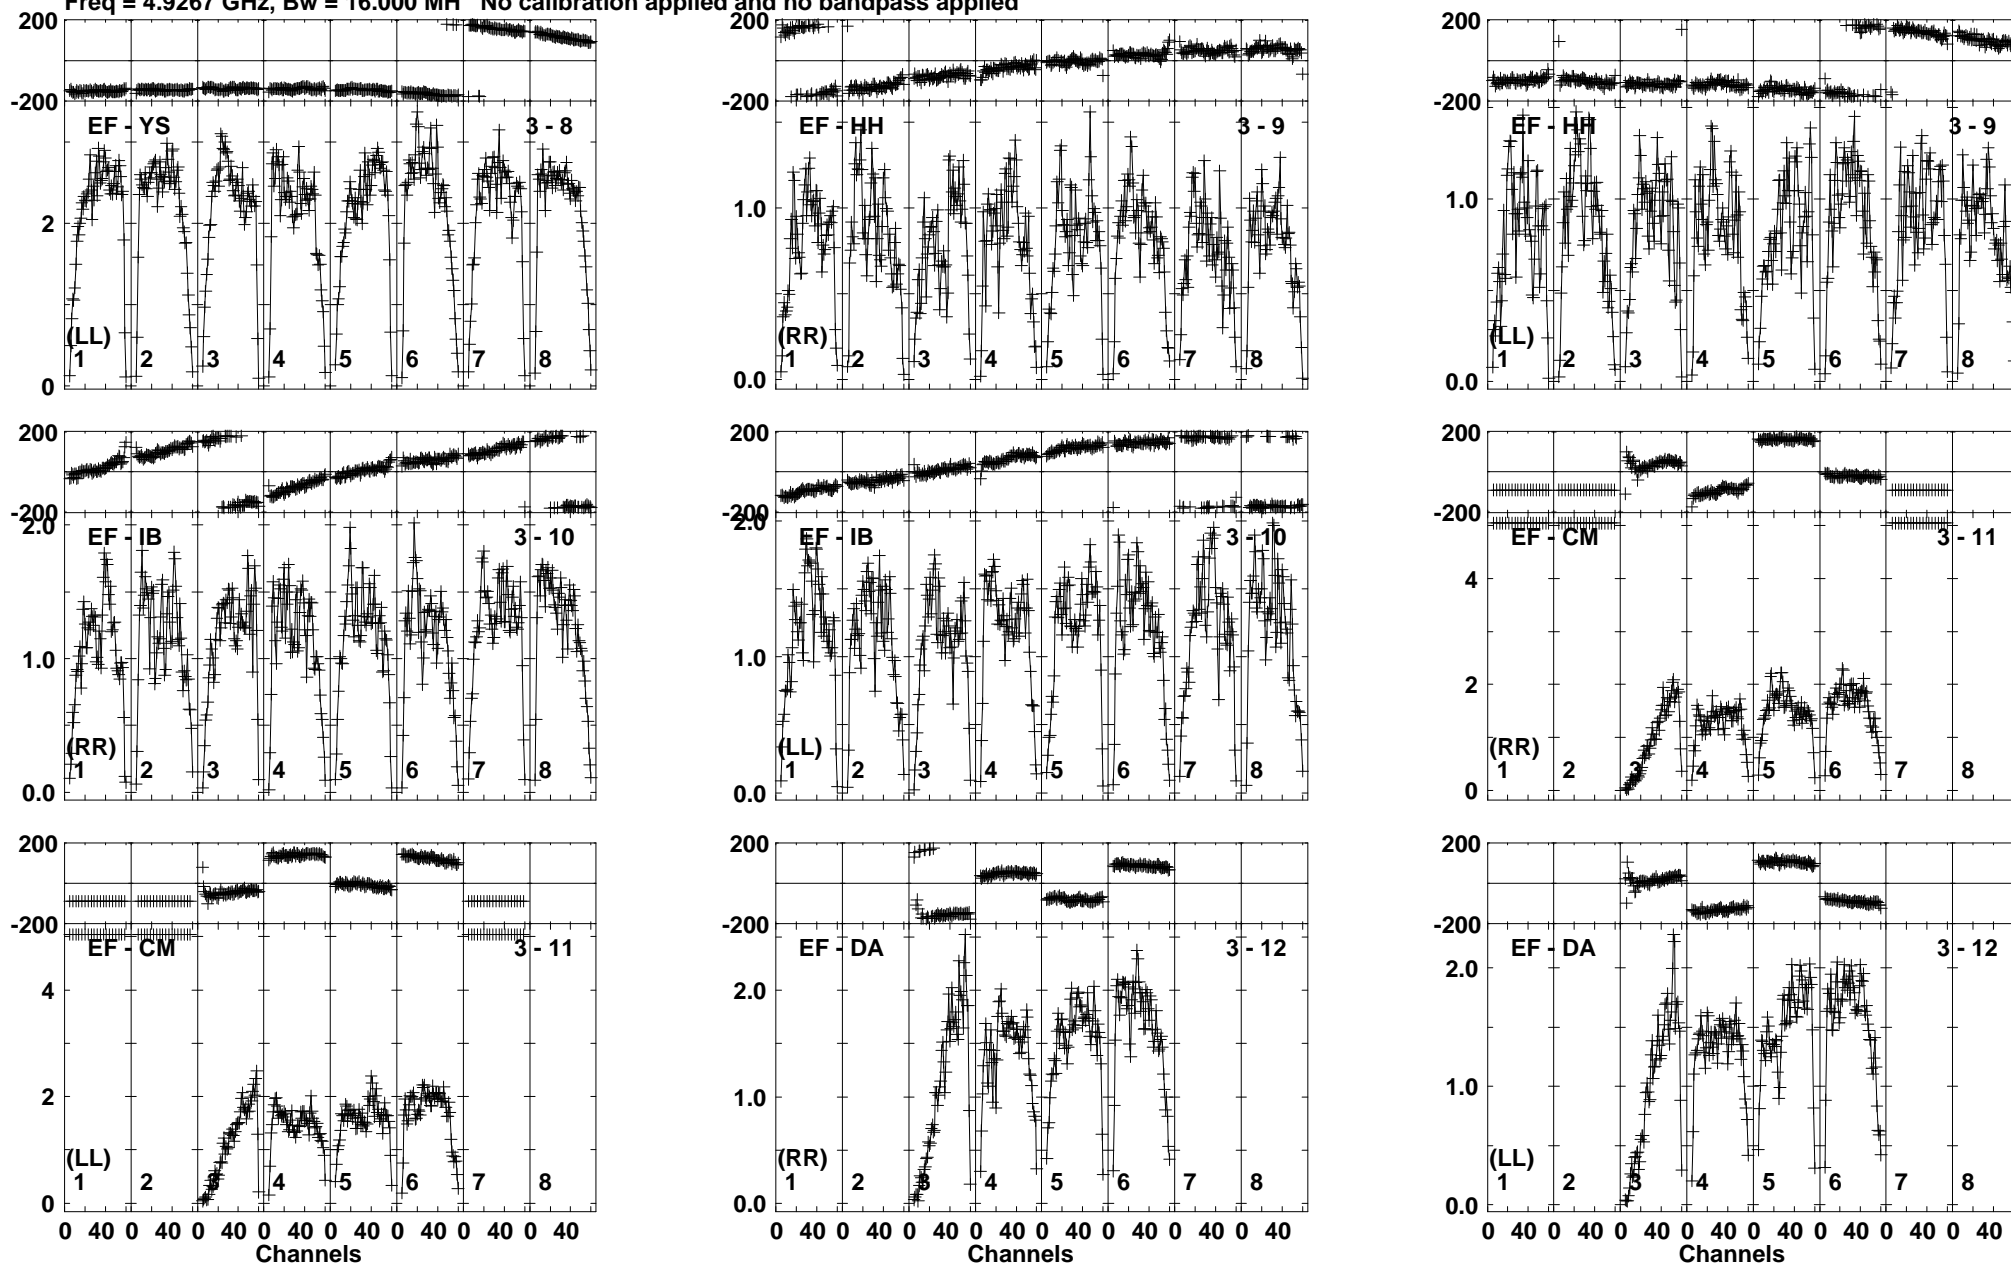 Freq = 4.9267 GHz, Bw = 16.000 MH No calibration applied and no bandpass applied
200 200 200
-200 -200 -200
EF - YS 3 - 8 EF - HH 3 - 9 EF - HH 3 - 9
2 1.0 1.0
(LL) (RR) (LL)
1 2 3 4 5 6 7 8 1 2 3 4 5 6 7 8 1 2 3 4 5 6 7 8
0 0.0 0.0
200 200 200
-200 -200 -200
2.0 2.0
EF - IB 3 - 10 EF - IB 3 - 10 EF - CM 3 - 11
4
1.0 1.0 2
(RR) (LL) (RR)
1 2 3 4 5 6 7 8 1 2 3 4 5 6 7 8 1 2 3 4 5 6 7 8
0.0 0.0 0
200 200 200
-200 -200 -200
EF - CM 3 - 11 EF - DA 3 - 12 EF - DA 3 - 12
4 2.0 2.0
2 1.0 1.0
(LL) (RR) (LL)
1 2 3 4 5 6 7 8 1 2 3 4 5 6 7 8 1 2 3 4 5 6 7 8
0 0.0 0.0
0 40 0 40 0 40 0 40 0 40 0 40 0 40 0 40 0 40 0 40 0 40 0 40 0 40 0 40 0 40 0 40 0 40 0 40 0 40 0 40 0 40 0 40 0 40 0 40
Channels Channels Channels